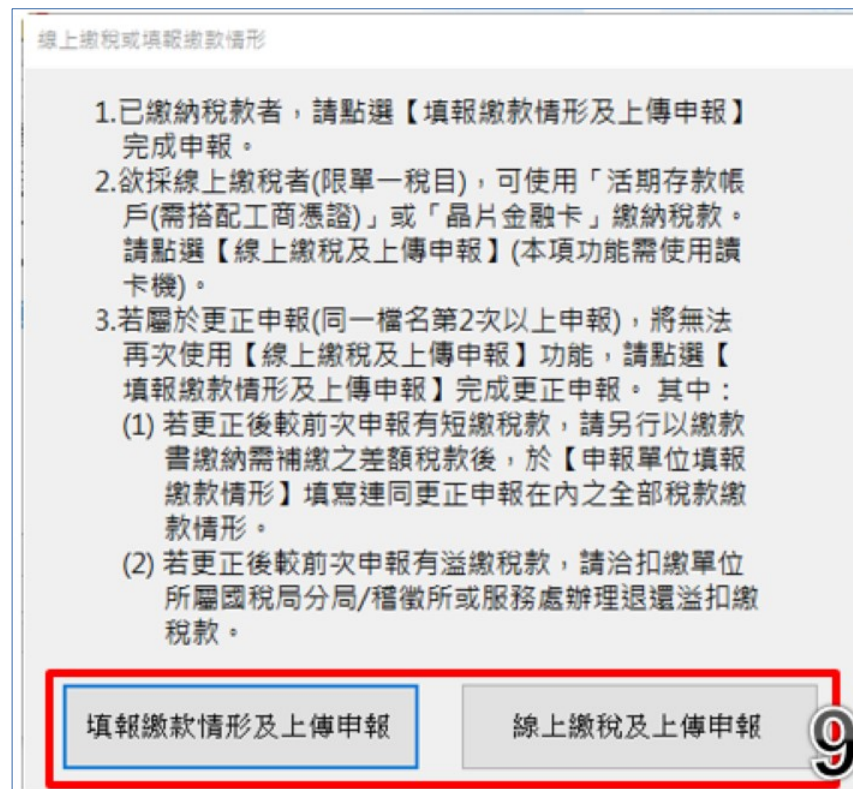 線上繳稅或填報繳款情形
1.已繳納稅款者，請點選【填報繳款情形及上傳申報】
完成申報。
2.欲採線上繳稅者(限單一稅目)，可使用「活期存款帳
戶(需搭配工商憑證)」或「晶片金融卡」繳納稅款。
請點選【線上繳稅及上傳申報】(本項功能需使用讀
卡機)。
3.若屬於更正申報(同一檔名第2次以上申報)，將無法
再次使用【線上繳稅及上傳申報】功能，請點選【
填報繳款情形及上傳申報】完成更正申報。 其中：
(1) 若更正後較前次申報有短繳稅款，請另行以繳款
書繳納需補繳之差額稅款後，於【申報單位填報
繳款情形】填寫連同更正申報在內之全部稅款繳
款情形。
(2) 若更正後較前次申報有溢繳稅款，請洽扣繳單位
所屬國稅局分局/稽徵所或服務處辦理退還溢扣繳
稅款。
填報繳款情形及上傳申報
線上繳稅及上傳申報
9